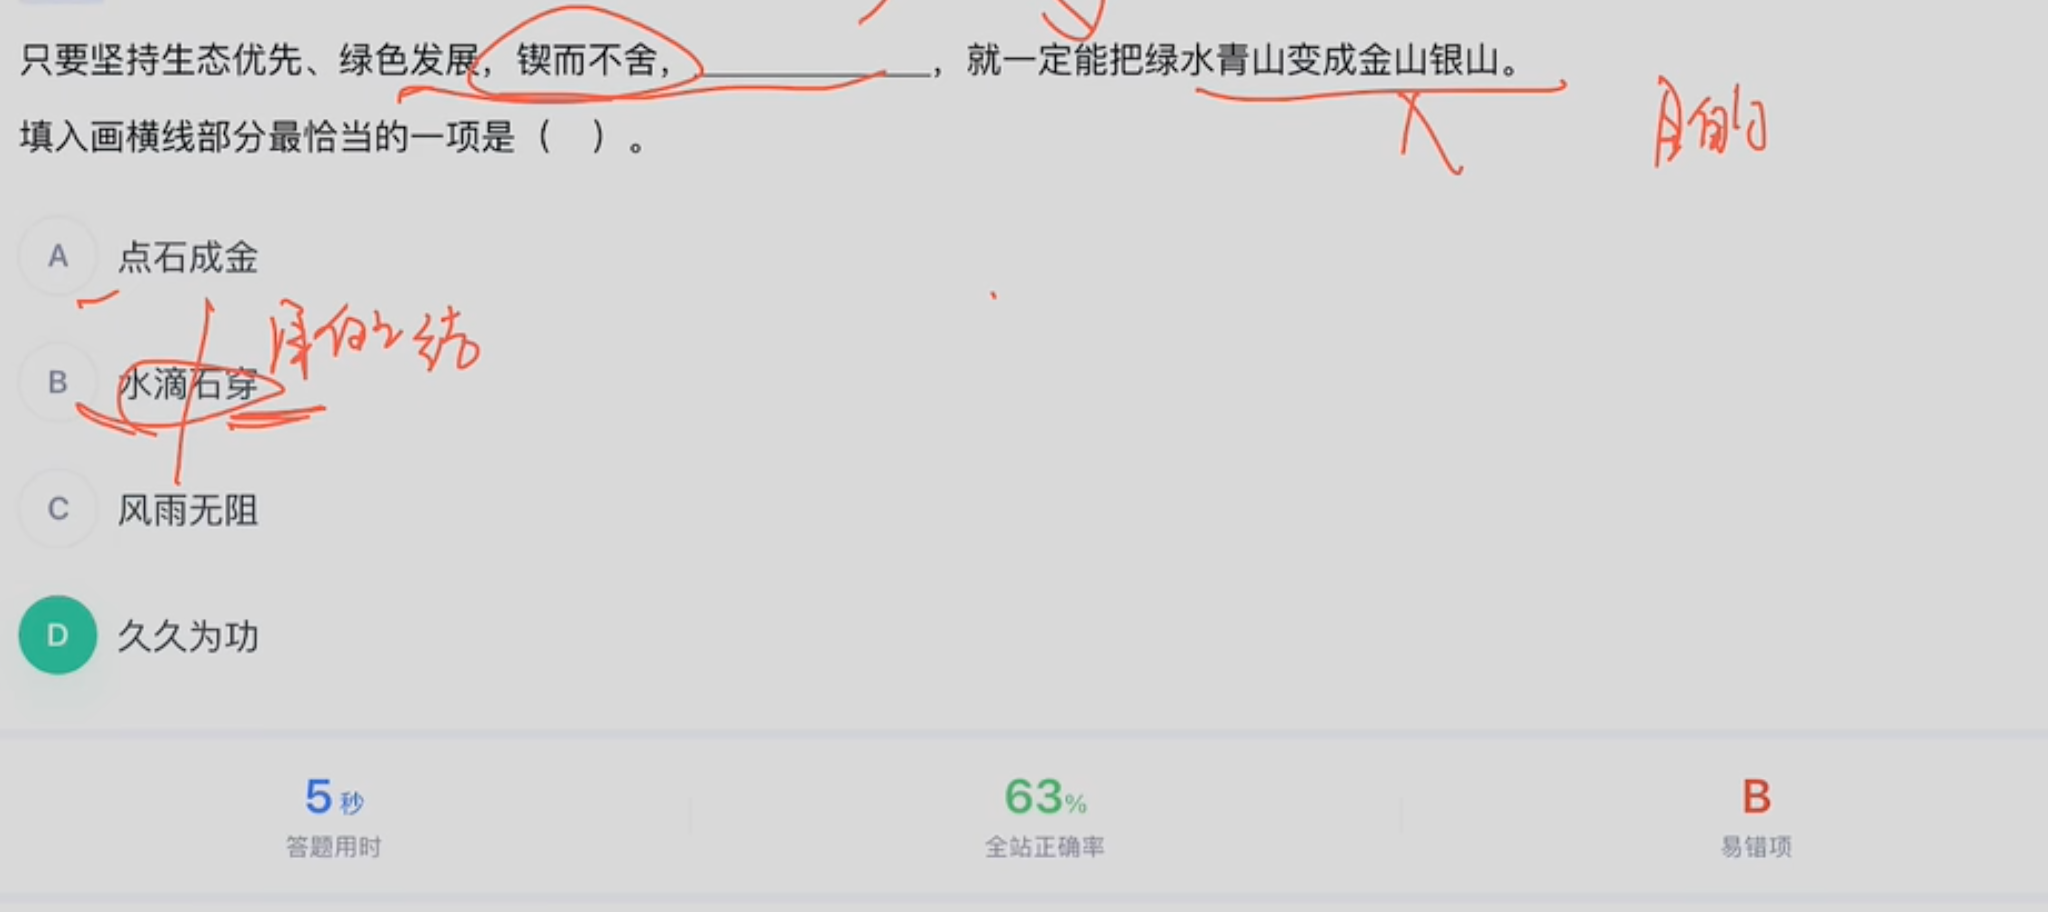 只要坚持生态优先、绿色发展，锲而不舍，＿＿＿＿＿＿，就一定能把绿水青山变成金山银山。
填入画横线部分最恰当的一项是（ ）。
A 点石成金
B 水滴石穿
C 风雨无阻
D 久久为功
5秒 63% B
答题用时 全站正确率 易错项